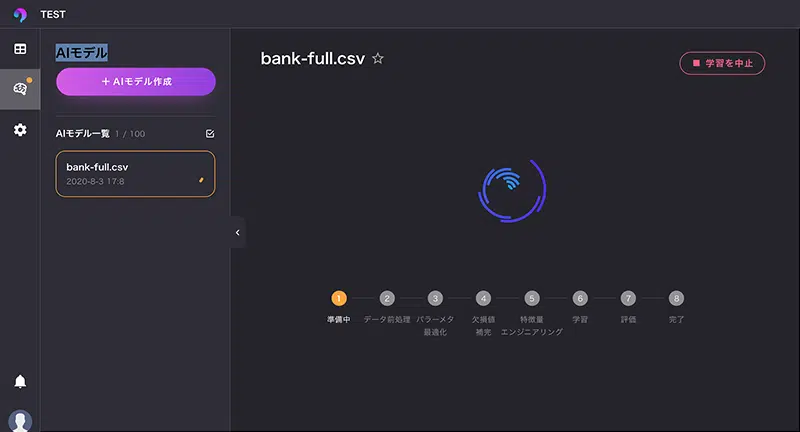 TEST
AIモデル
+ AIモデル作成
AIモデル一覧 1 / 100
bank-full.csv
2020-8-3 17:8
bank-full.csv
学習を中止
1 2 3 4 5 6 7 8
準備中 データ前処理 パラーメタ 欠損値 特徴量 学習 評価 完了
最適化 補完 エンジニアリング